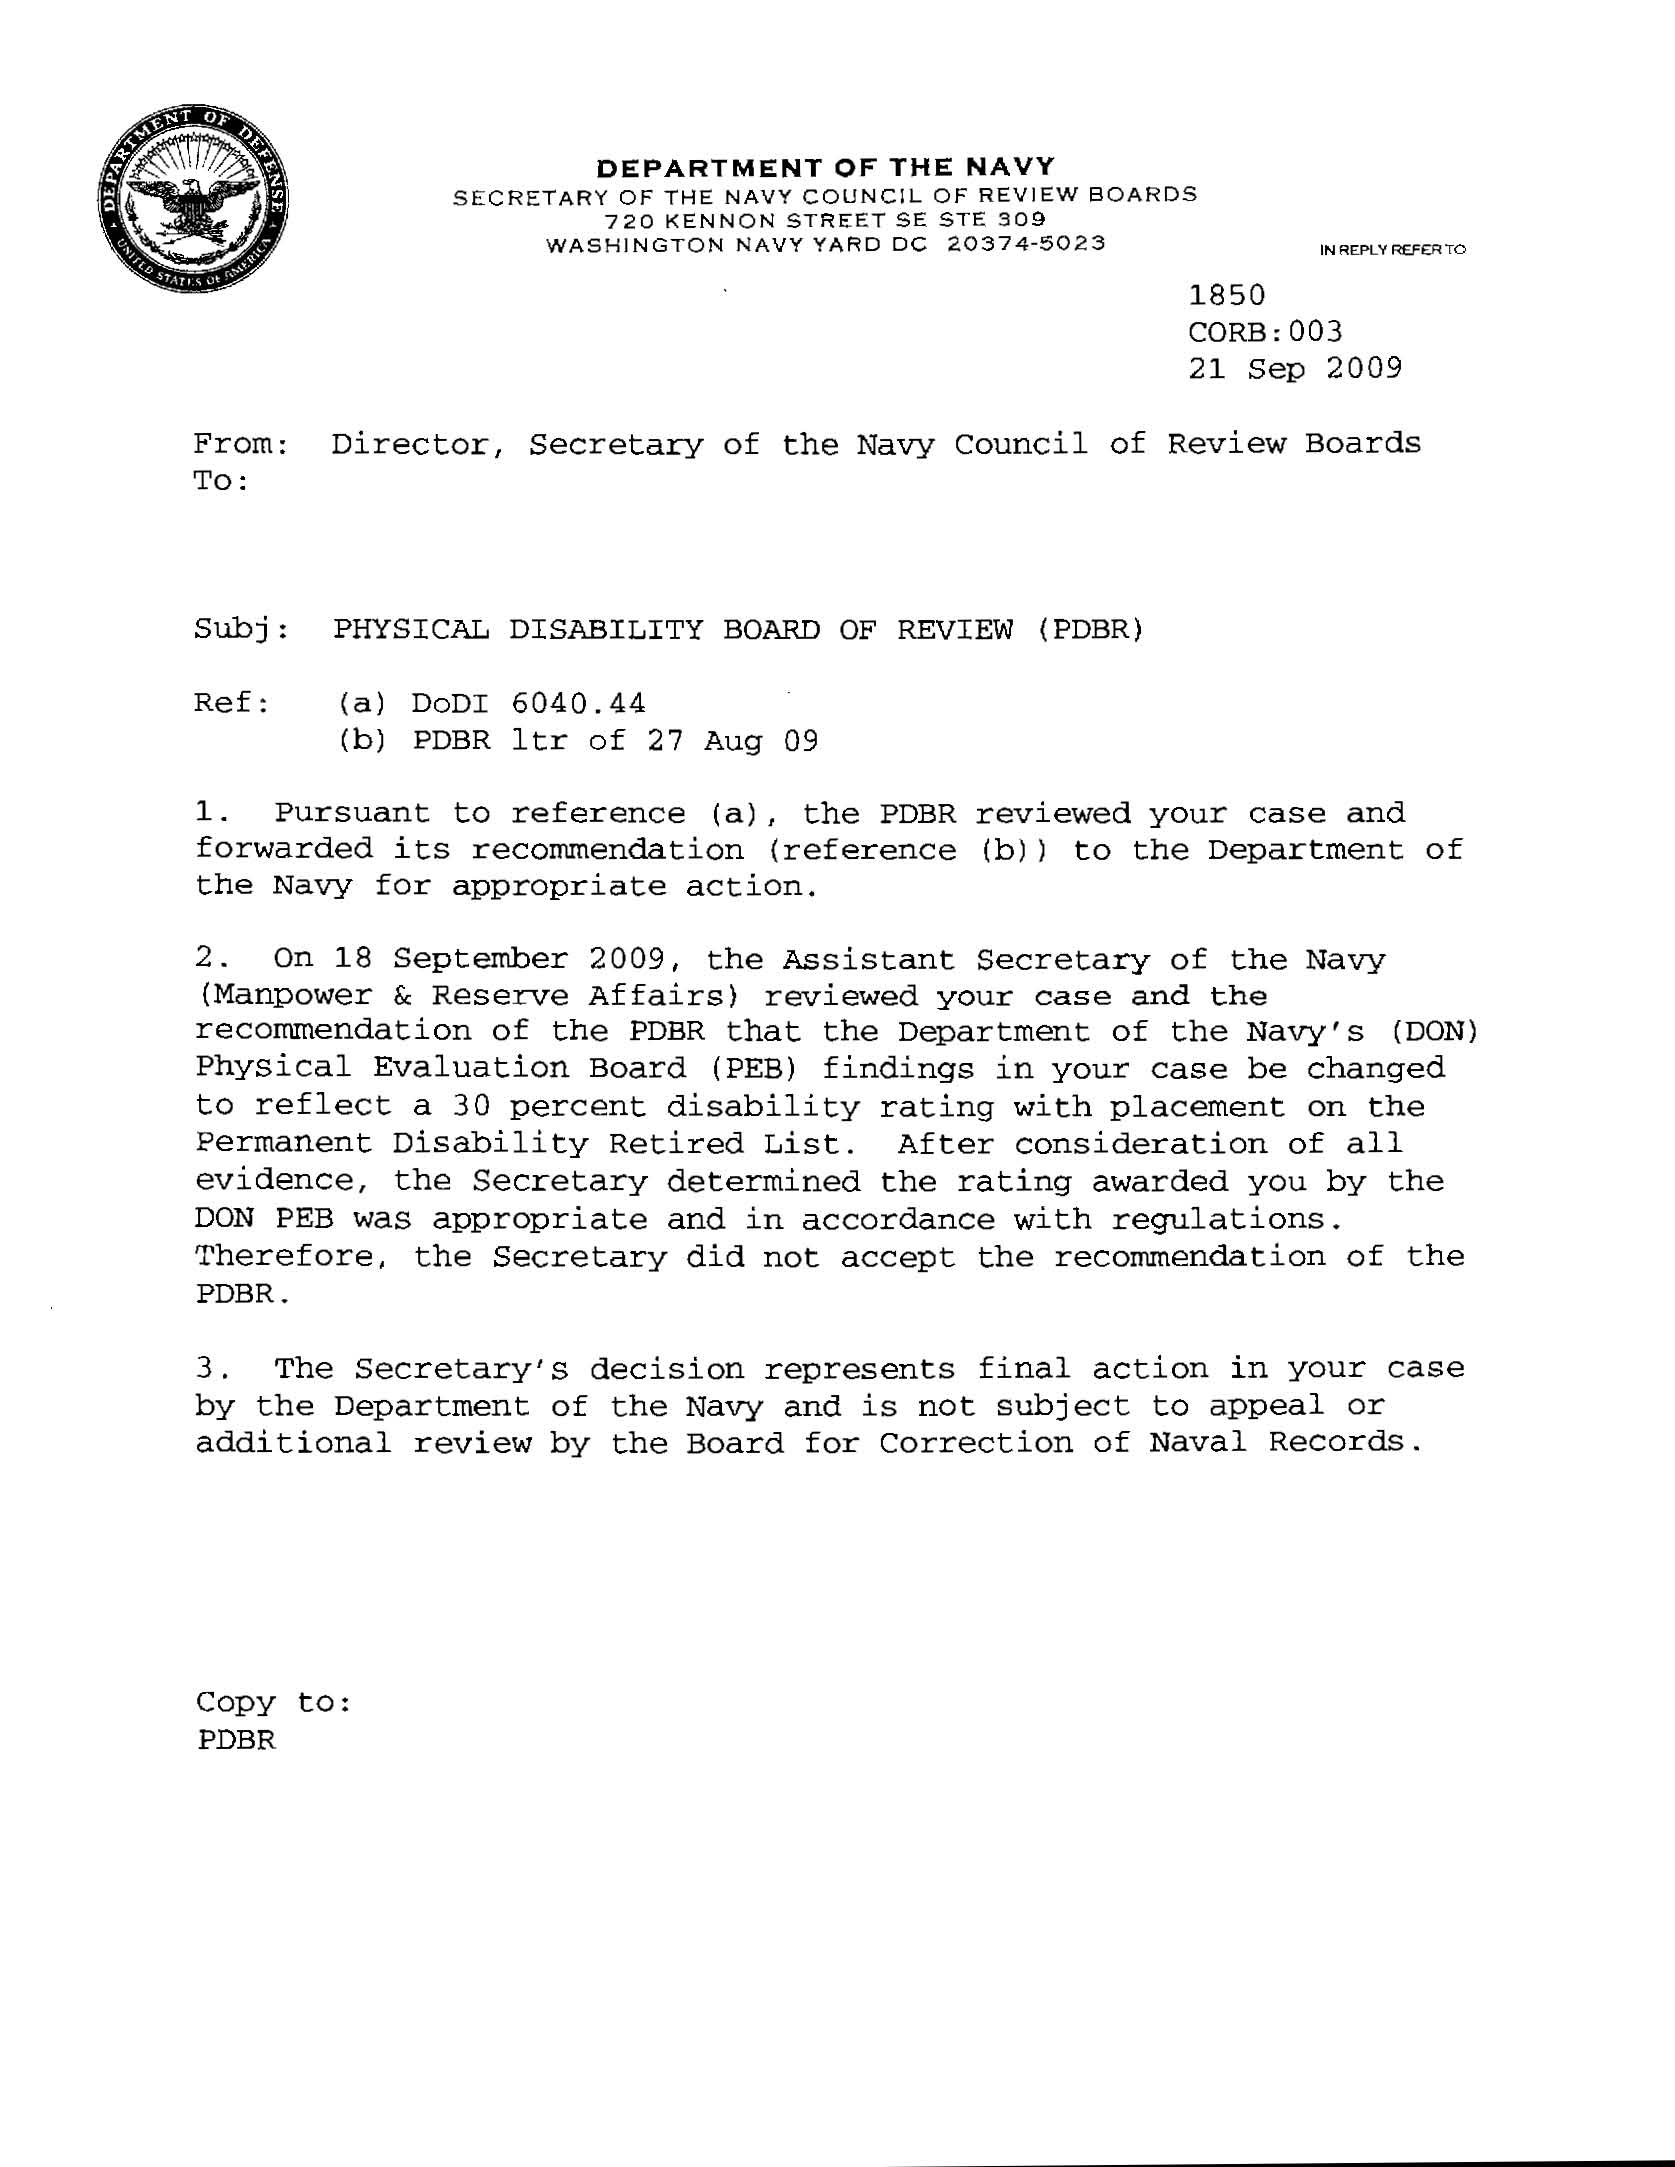 DEPARTMENT OF DEFENSE
UNITED STATES OF AMERICA
DEPARTMENT OF THE NAVY
SECRETARY OF THE NAVY COUNCIL OF REVIEW BOARDS
720 KENNON STREET SE STE 309
WASHINGTON NAVY YARD DC 20374-5023
IN REPLY REFER TO
1850
CORB:003
21 Sep 2009
From: Director, Secretary of the Navy Council of Review Boards
To:
Subj: PHYSICAL DISABILITY BOARD OF REVIEW (PDBR)
Ref: (a) DoDI 6040.44
(b) PDBR ltr of 27 Aug 09
1. Pursuant to reference (a), the PDBR reviewed your case and
forwarded its recommendation (reference (b)) to the Department of
the Navy for appropriate action.
2. On 18 September 2009, the Assistant Secretary of the Navy
(Manpower & Reserve Affairs) reviewed your case and the
recommendation of the PDBR that the Department of the Navy's (DON)
Physical Evaluation Board (PEB) findings in your case be changed
to reflect a 30 percent disability rating with placement on the
Permanent Disability Retired List. After consideration of all
evidence, the Secretary determined the rating awarded you by the
DON PEB was appropriate and in accordance with regulations.
Therefore, the Secretary did not accept the recommendation of the
PDBR.
3. The Secretary's decision represents final action in your case
by the Department of the Navy and is not subject to appeal or
additional review by the Board for Correction of Naval Records.
Copy to:
PDBR